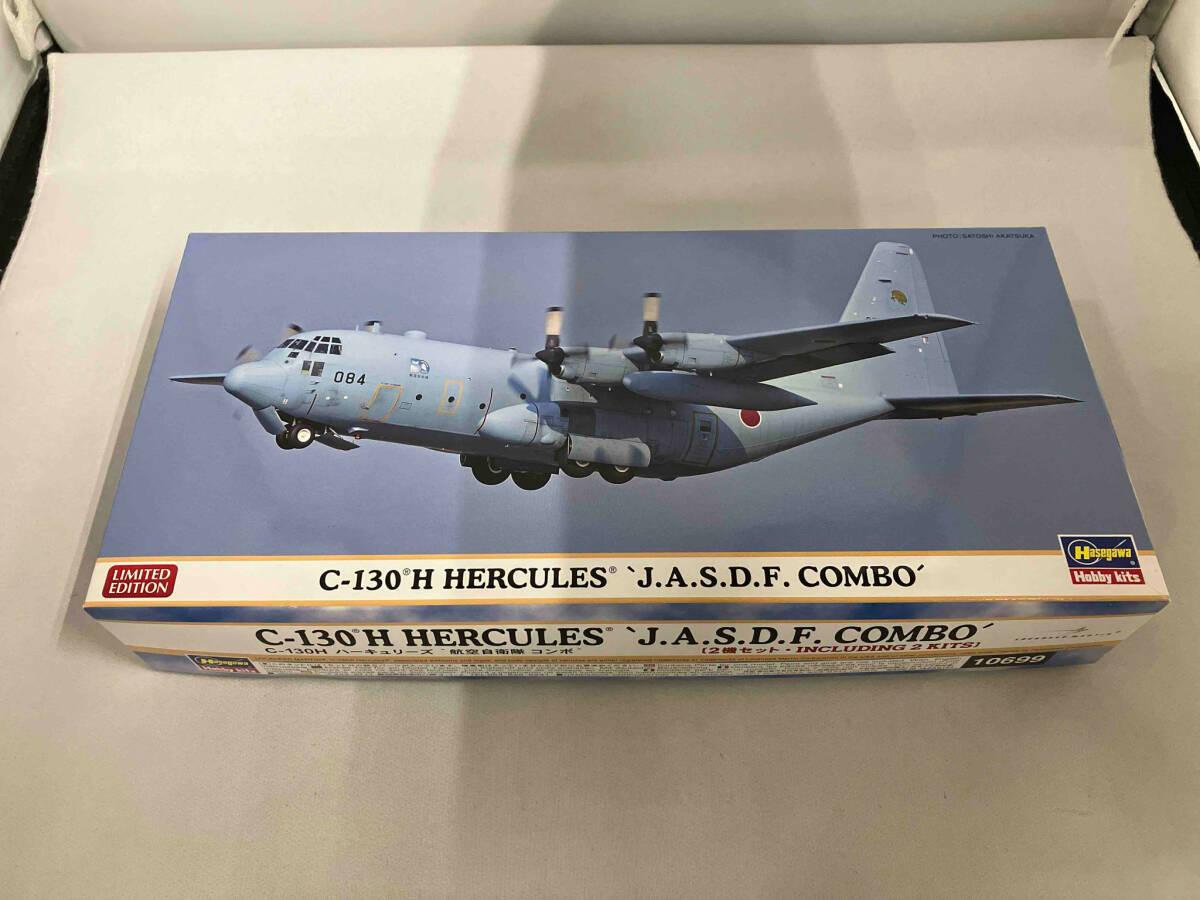 PHOTO:SATOSHI AKATSUKA
084
LIMITED
EDITION
C-130®H HERCULES® `J.A.S.D.F. COMBO´
Hasegawa®
Hobby kits
C-130®H HERCULES® `J.A.S.D.F. COMBO´
C-130H ハーキュリーズ `航空自衛隊 コンボ´
〔2機セット・INCLUDING 2 KITS〕
Hasegawa
Hobby kits
10699